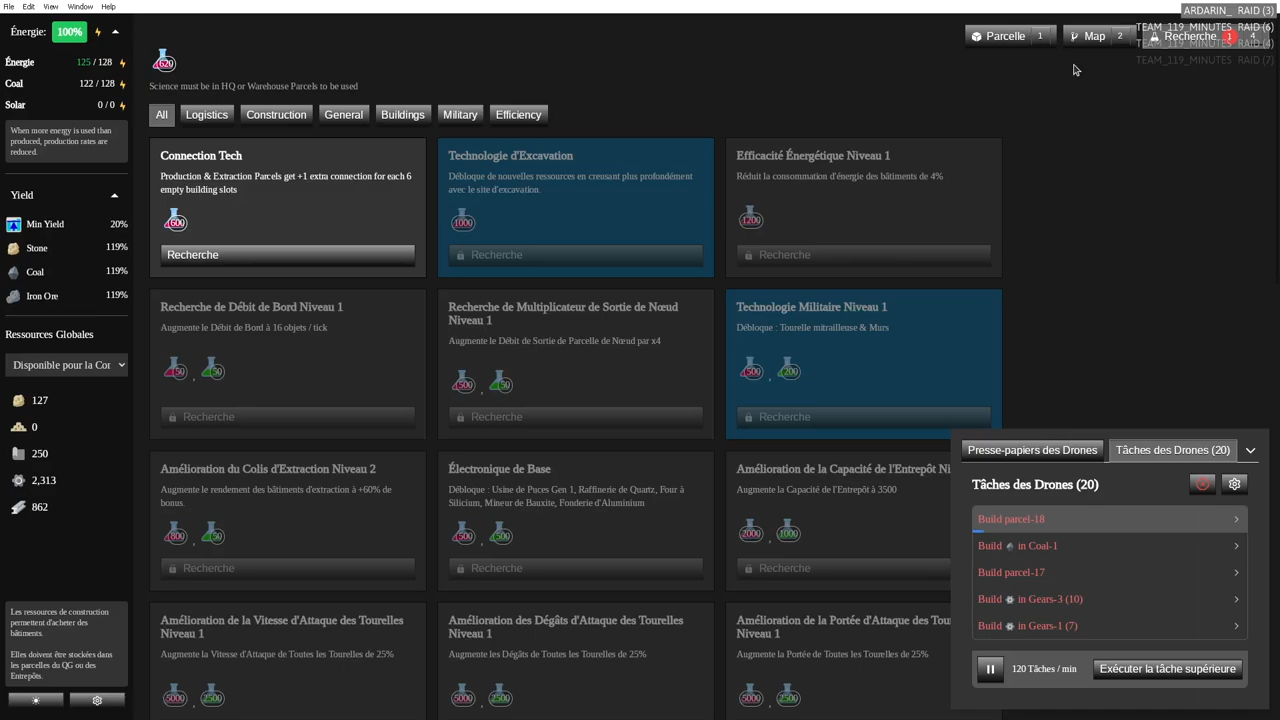 File Edit View Window Help
ARDARIN_ RAID (3)
TEAM_119_MINUTES_RAID (6)
TEAM_119_MINUTES_RAID (4)
TEAM_119_MINUTES_RAID (7)
Énergie: 100%
Énergie 125 / 128
Coal 122 / 128
Solar 0 / 0
When more energy is used than
produced, production rates are
reduced.
Yield
Min Yield 20%
Stone 119%
Coal 119%
Iron Ore 119%
Ressources Globales
Disponible pour la Cor
127
0
250
2,313
862
Les ressources de construction
permettent d'acheter des
bâtiments.
Elles doivent être stockées dans
les parcelles du QG ou des
Entrepôts.
Parcelle 1
Map 2
Recherche 1 4
620
Science must be in HQ or Warehouse Parcels to be used
All Logistics Construction General Buildings Military Efficiency
Connection Tech
Production & Extraction Parcels get +1 extra connection for each 6
empty building slots
600
Recherche
Technologie d'Excavation
Débloque de nouvelles ressources en creusant plus profondément
avec le site d'excavation.
1000
Recherche
Efficacité Énergétique Niveau 1
Réduit la consommation d'énergie des bâtiments de 4%
1200
Recherche
Recherche de Débit de Bord Niveau 1
Augmente le Débit de Bord à 16 objets / tick
50 , 50
Recherche
Recherche de Multiplicateur de Sortie de Nœud
Niveau 1
Augmente le Débit de Sortie de Parcelle de Nœud par x4
500 , 50
Recherche
Technologie Militaire Niveau 1
Débloque : Tourelle mitrailleuse & Murs
500 , 200
Recherche
Amélioration du Colis d'Extraction Niveau 2
Augmente le rendement des bâtiments d'extraction à +60% de
bonus.
800 , 50
Recherche
Électronique de Base
Débloque : Usine de Puces Gen 1, Raffinerie de Quartz, Four à
Silicium, Mineur de Bauxite, Fonderie d'Aluminium
500 , 500
Recherche
Amélioration de la Capacité de l'Entrepôt Ni
Augmente la Capacité de l'Entrepôt à 3500
2000 , 1000
Recherche
Amélioration de la Vitesse d'Attaque des Tourelles
Niveau 1
Augmente la Vitesse d'Attaque de Toutes les Tourelles de 25%
5000 , 2500
Amélioration des Dégâts d'Attaque des Tourelles
Niveau 1
Augmente les Dégâts de Toutes les Tourelles de 25%
5000 , 2500
Amélioration de la Portée d'Attaque des Tou
Niveau 1
Augmente la Portée de Toutes les Tourelles de 25%
5000 , 2500
Presse-papiers des Drones Tâches des Drones (20)
Tâches des Drones (20)
Build parcel-18
Build in Coal-1
Build parcel-17
Build in Gears-3 (10)
Build in Gears-1 (7)
120 Tâches / min Exécuter la tâche supérieure